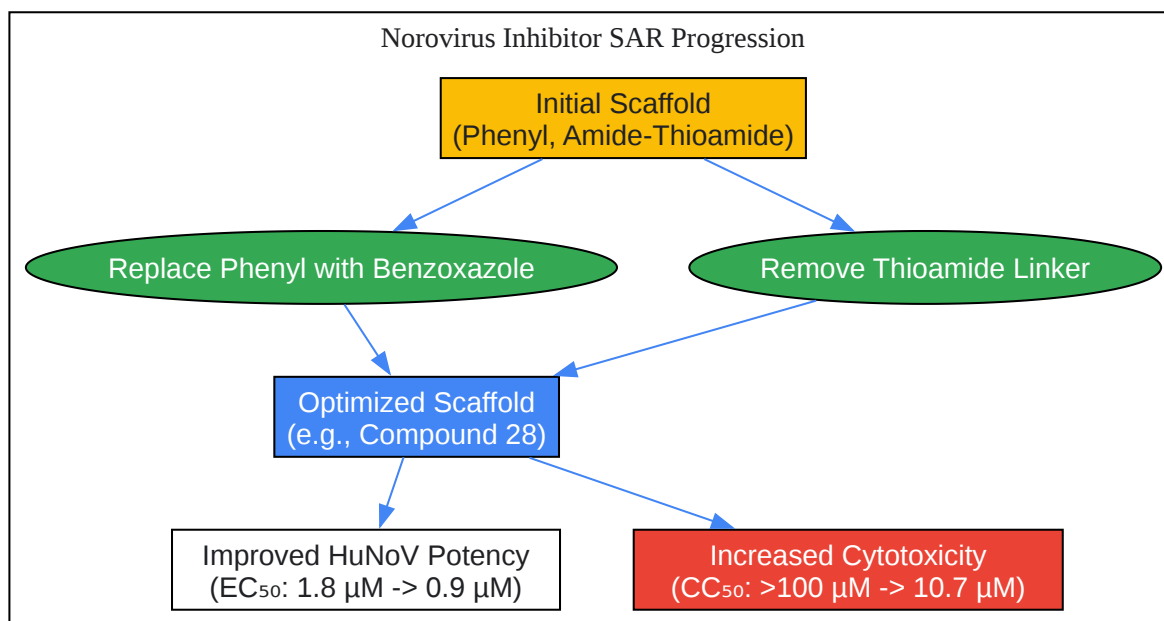 Norovirus Inhibitor SAR Progression
Initial Scaffold
(Phenyl, Amide-Thioamide)
Replace Phenyl with Benzoxazole
Remove Thioamide Linker
Optimized Scaffold
(e.g., Compound 28)
Improved HuNoV Potency
(EC₅₀: 1.8 µM -> 0.9 µM)
Increased Cytotoxicity
(CC₅₀: >100 µM -> 10.7 µM)